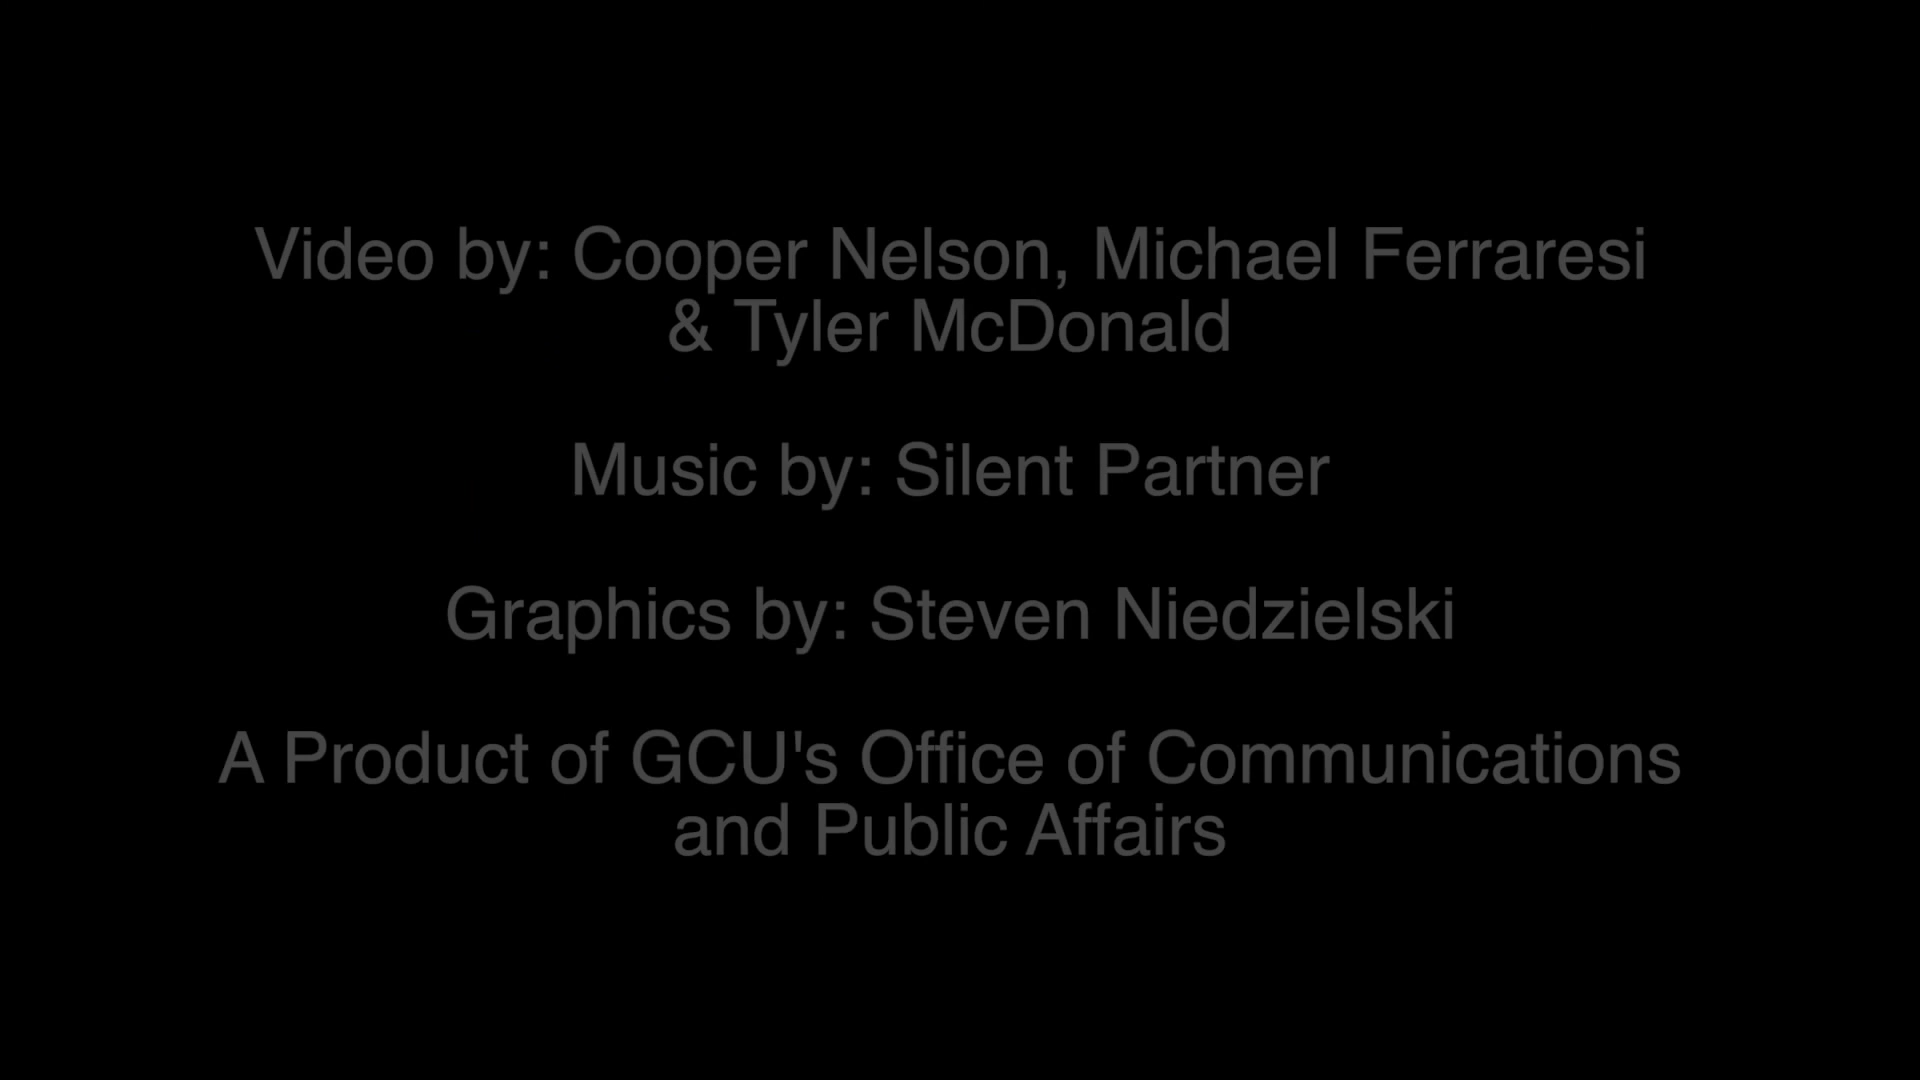 Video by: Cooper Nelson, Michael Ferraresi
& Tyler McDonald
Music by: Silent Partner
Graphics by: Steven Niedzielski
A Product of GCU's Office of Communications
and Public Affairs